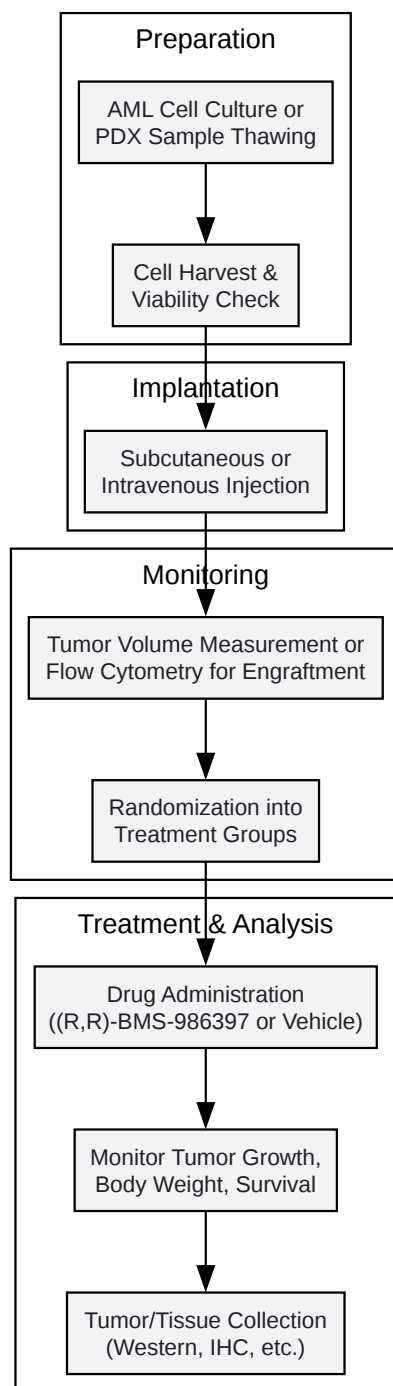 Preparation
AML Cell Culture or
PDX Sample Thawing
Cell Harvest &
Viability Check
Implantation
Subcutaneous or
Intravenous Injection
Monitoring
Tumor Volume Measurement or
Flow Cytometry for Engraftment
Randomization into
Treatment Groups
Treatment & Analysis
Drug Administration
((R,R)-BMS-986397 or Vehicle)
Monitor Tumor Growth,
Body Weight, Survival
Tumor/Tissue Collection
(Western, IHC, etc.)